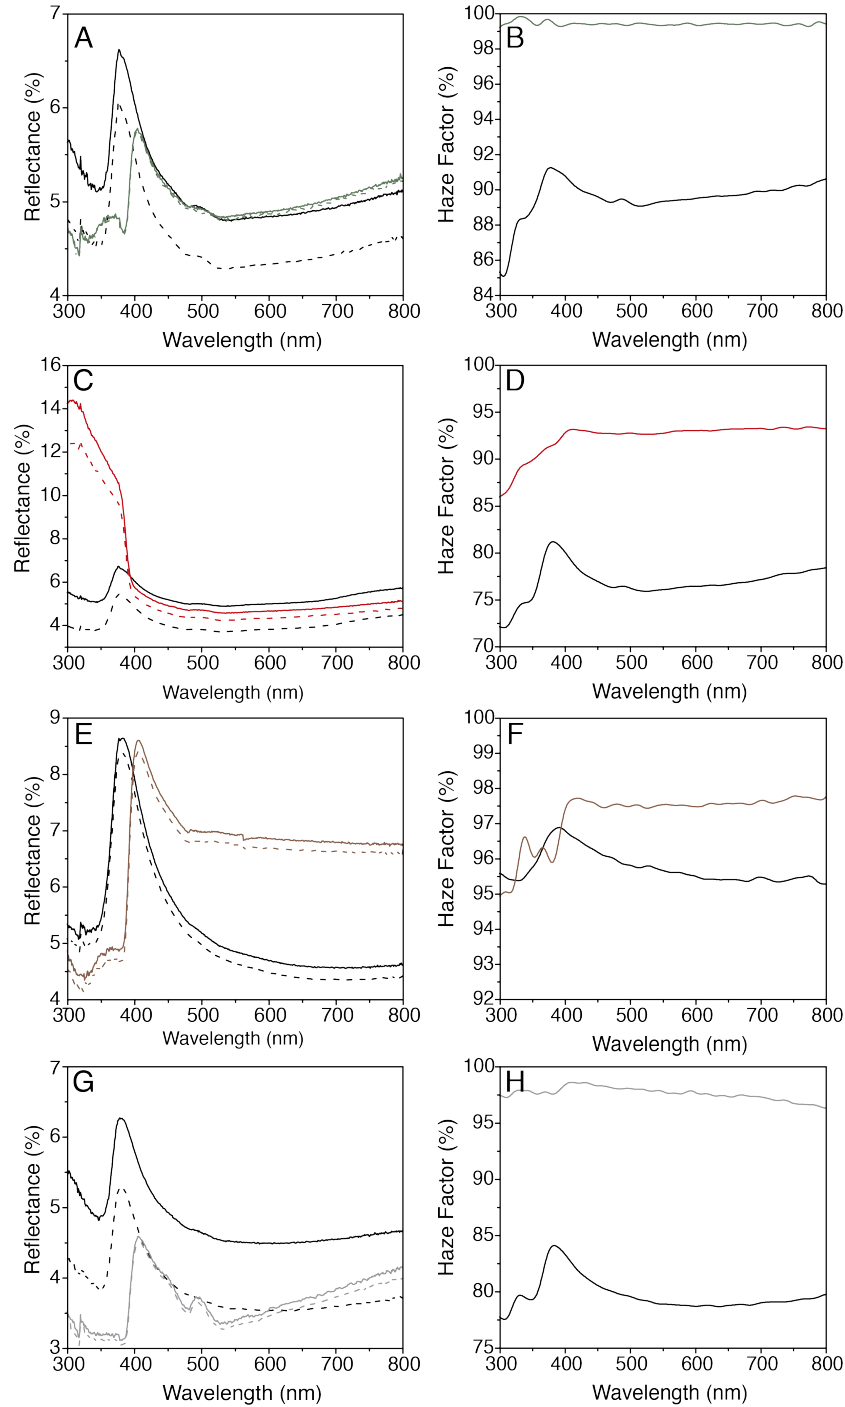 A
Reflectance (%)
7
6
5
4
300 400 500 600 700 800
Wavelength (nm)
B
Haze Factor (%)
100
98
96
94
92
90
88
86
84
300 400 500 600 700 800
Wavelength (nm)
C
Reflectance (%)
16
14
12
10
8
6
4
300 400 500 600 700 800
Wavelength (nm)
D
Haze Factor (%)
100
95
90
85
80
75
70
300 400 500 600 700 800
Wavelength (nm)
E
Reflectance (%)
9
8
7
6
5
4
300 400 500 600 700 800
Wavelength (nm)
F
Haze Factor (%)
100
99
98
97
96
95
94
93
92
300 400 500 600 700 800
Wavelength (nm)
G
Reflectance (%)
7
6
5
4
3
300 400 500 600 700 800
Wavelength (nm)
H
Haze Factor (%)
100
95
90
85
80
75
300 400 500 600 700 800
Wavelength (nm)